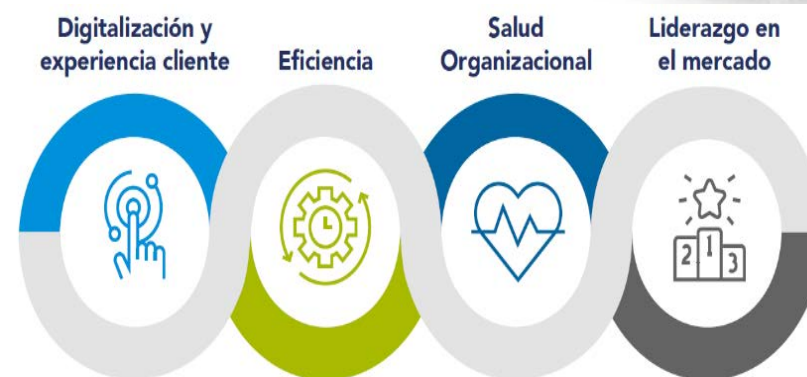 Digitalización y
experiencia cliente
Eficiencia
Salud
Organizacional
Liderazgo en
el mercado
2 1 3